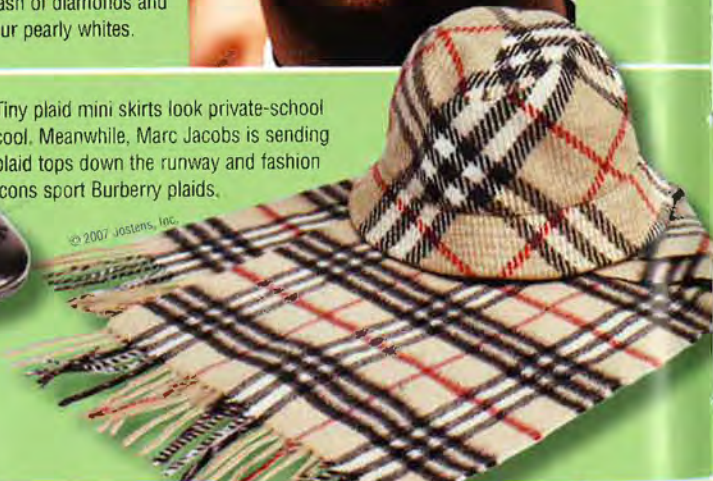 ash of diamonds and
ur pearly whites.
Tiny plaid mini skirts look private-school
cool. Meanwhile, Marc Jacobs is sending
plaid tops down the runway and fashion
icons sport Burberry plaids.
© 2007 Jostens, Inc.